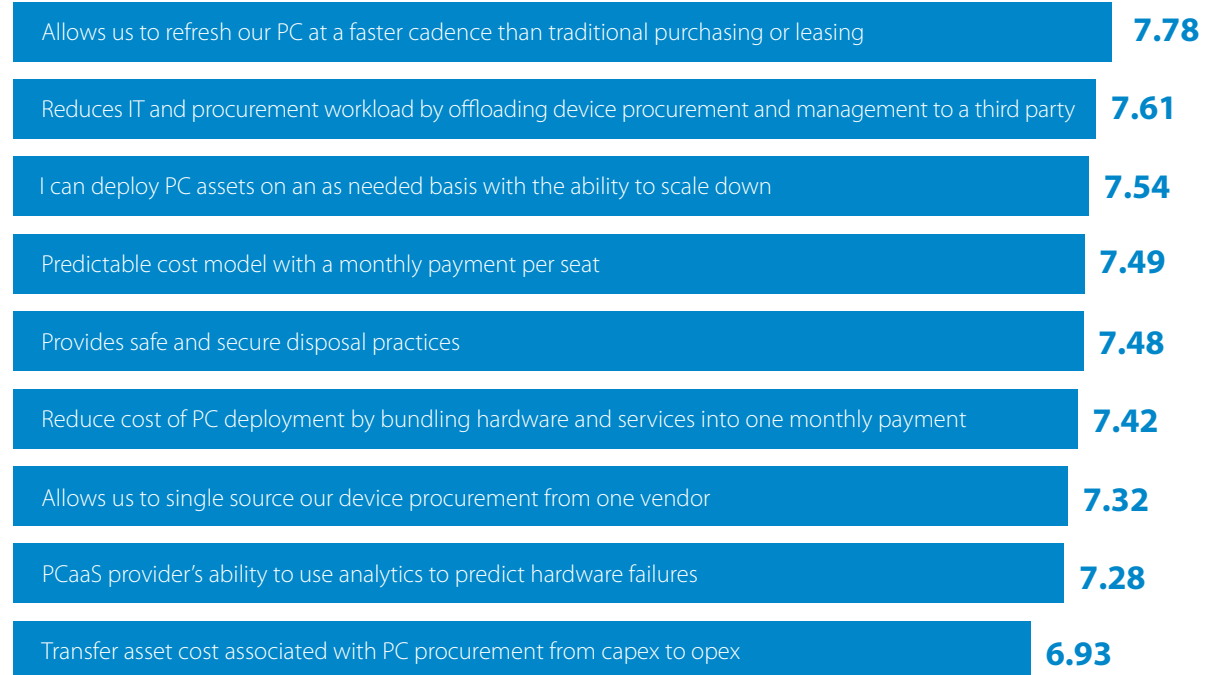 Allows us to refresh our PC at a faster cadence than traditional purchasing or leasing 7.78
Reduces IT and procurement workload by offloading device procurement and management to a third party 7.61
I can deploy PC assets on an as needed basis with the ability to scale down 7.54
Predictable cost model with a monthly payment per seat 7.49
Provides safe and secure disposal practices 7.48
Reduce cost of PC deployment by bundling hardware and services into one monthly payment 7.42
Allows us to single source our device procurement from one vendor 7.32
PCaaS provider’s ability to use analytics to predict hardware failures 7.28
Transfer asset cost associated with PC procurement from capex to opex 6.93